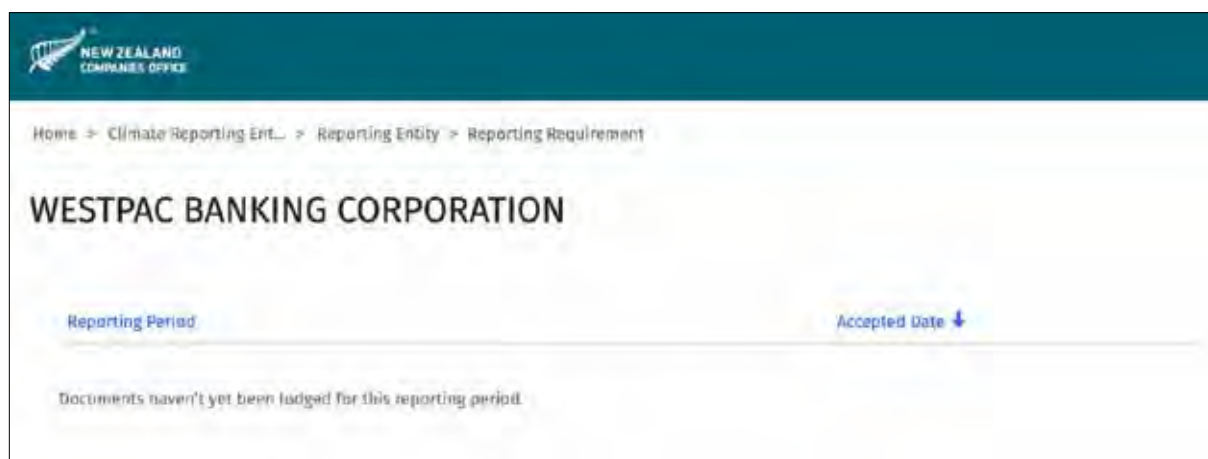 NEW ZEALAND
COMPANIES OFFICE
Home > Climate Reporting Ent... > Reporting Entity > Reporting Requirement
WESTPAC BANKING CORPORATION
Reporting Period
Accepted Date ↓
Documents haven't yet been lodged for this reporting period